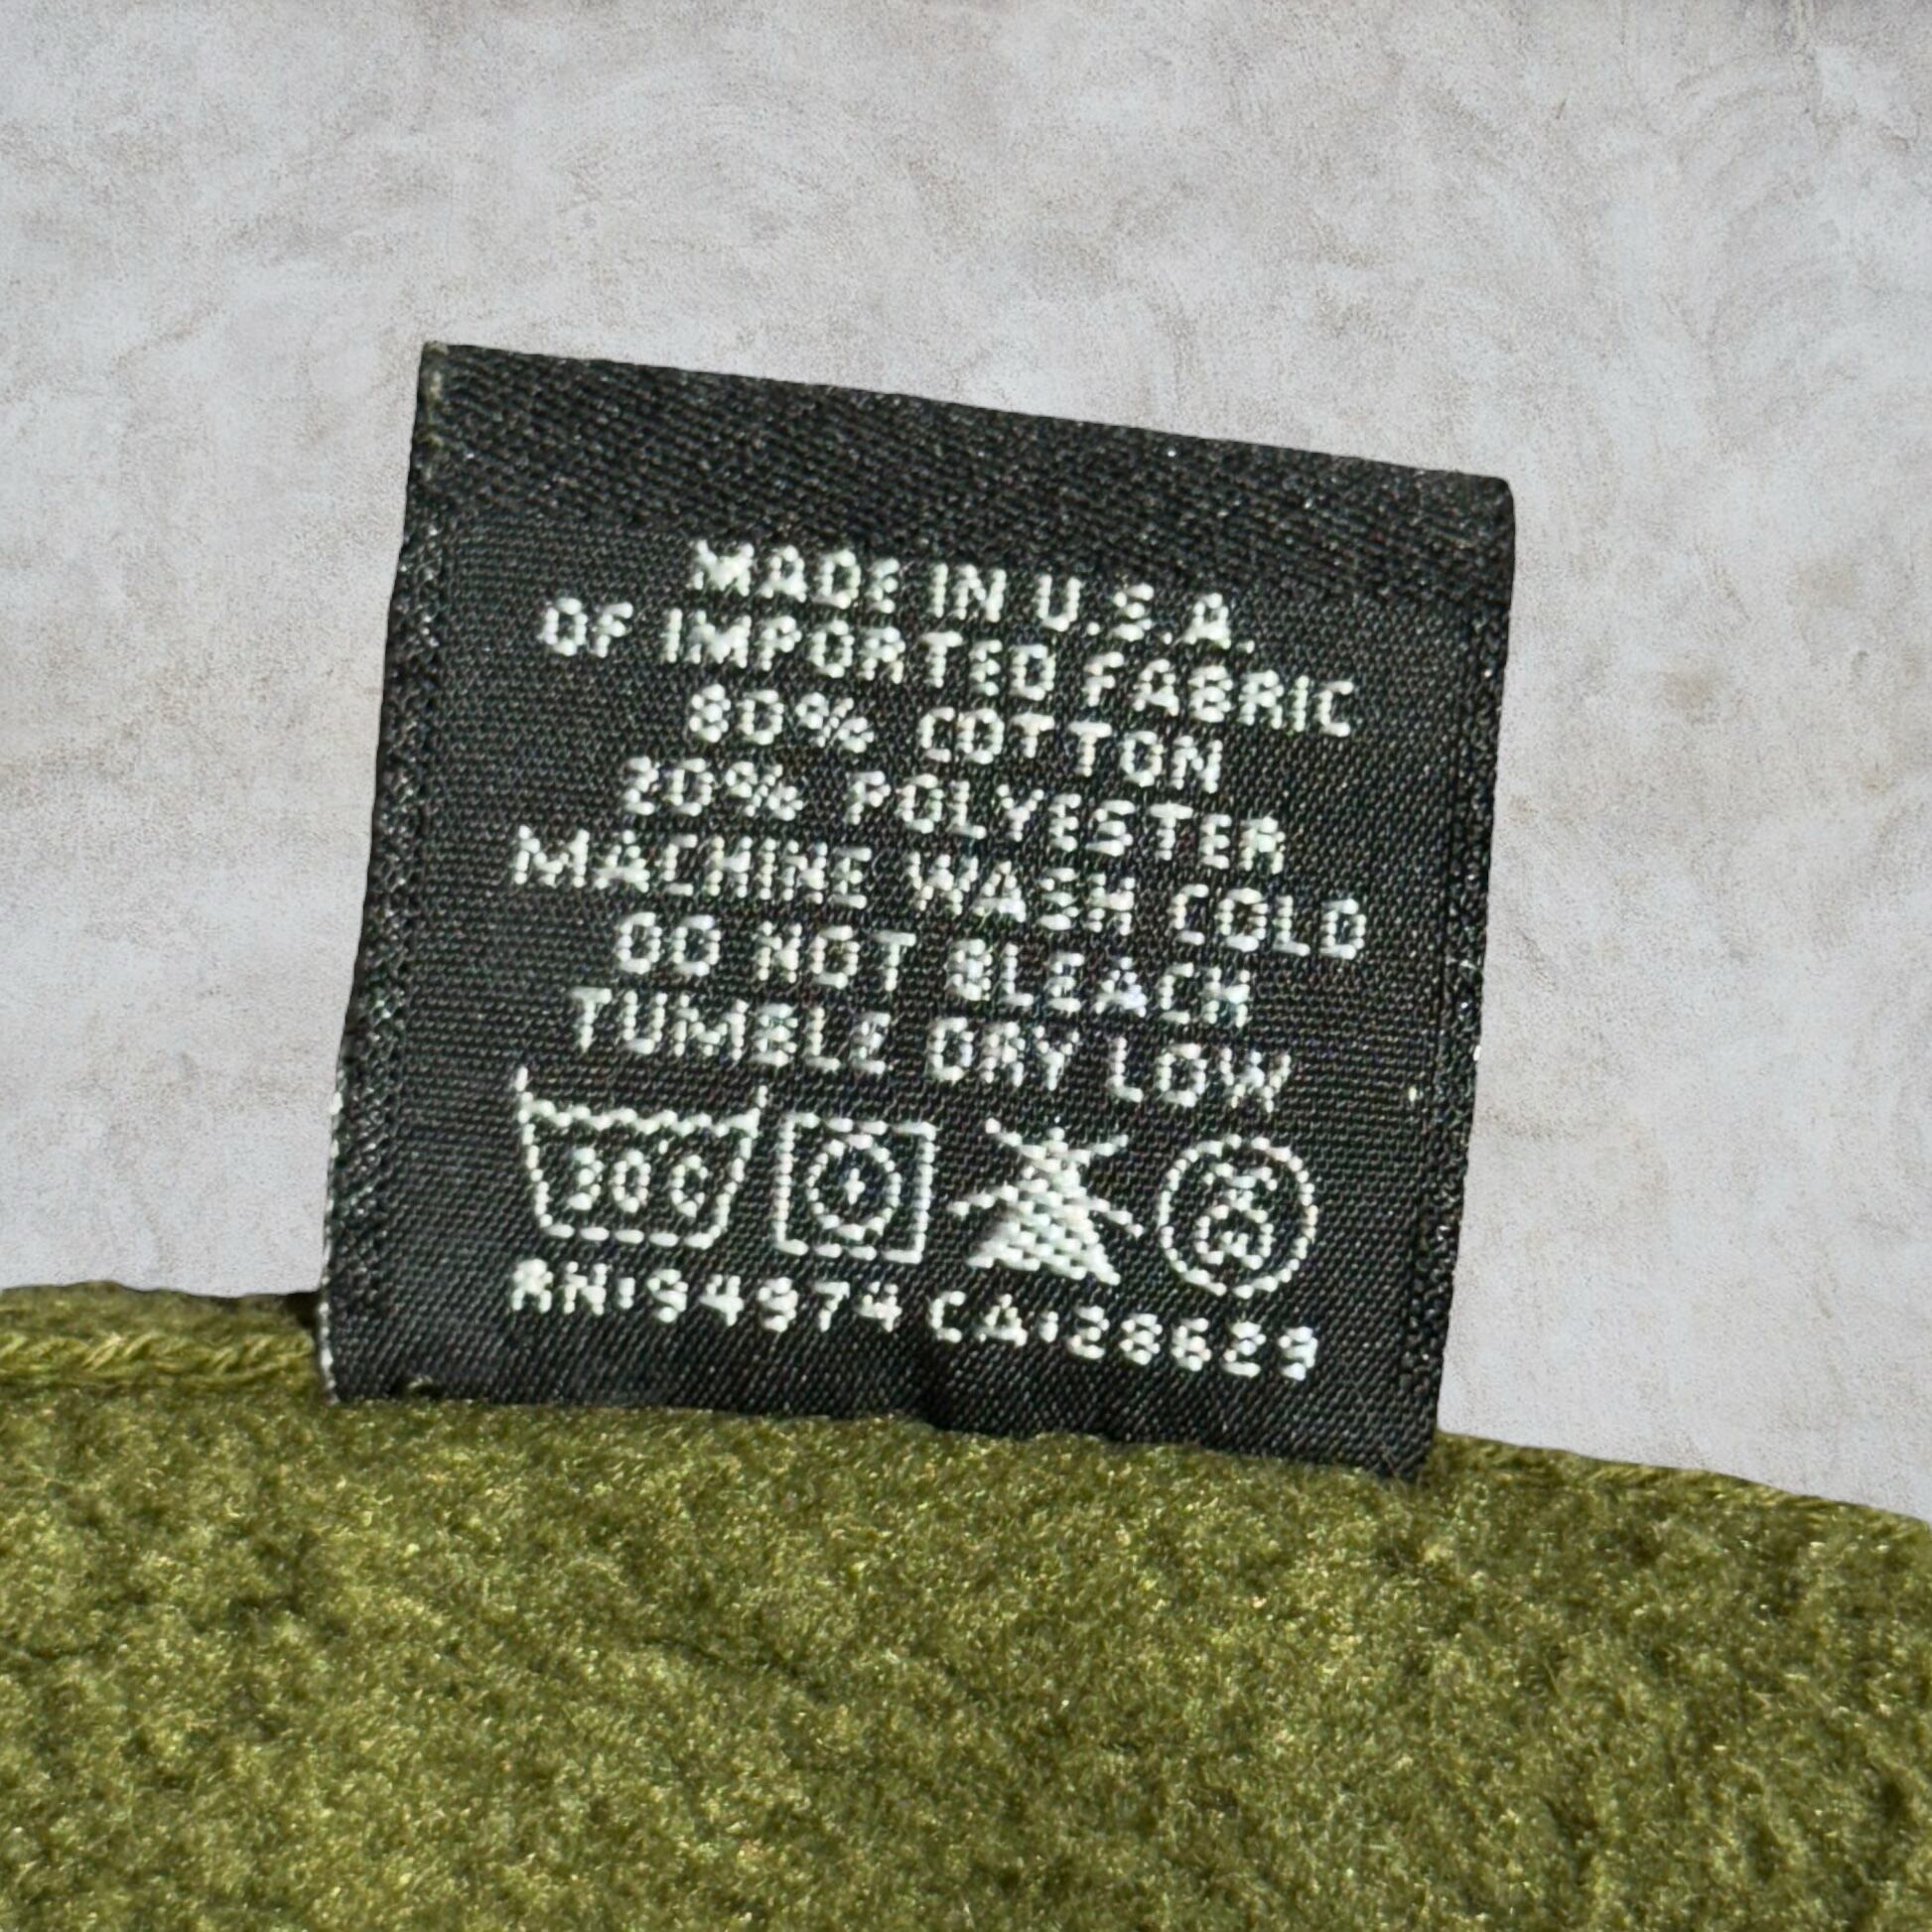 MADE IN U.S.A.
OF IMPORTED FABRIC
80% COTTON
20% POLYESTER
MACHINE WASH COLD
DO NOT BLEACH
TUMBLE DRY LOW
30°C
RN:94974 CA:28629